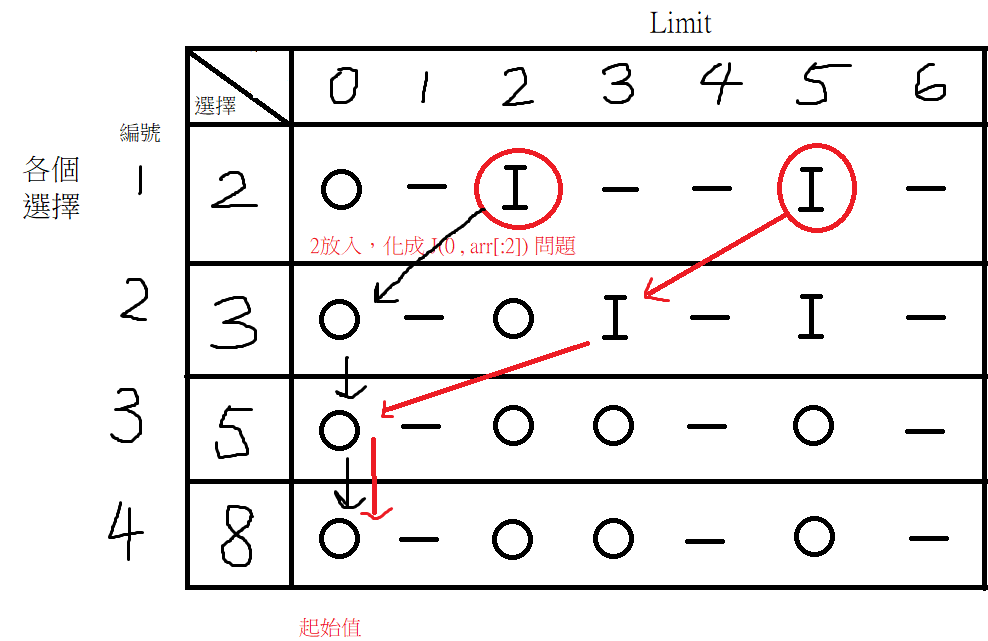 Limit
選擇 0 1 2 3 4 5 6
編號
各個
選擇
1 2 O — I — — I —
2放入，化成 I(0 , arr[:2]) 問題
2 3 O — O I — I —
3 5 O — O O — O —
4 8 O — O O — O —
起始值